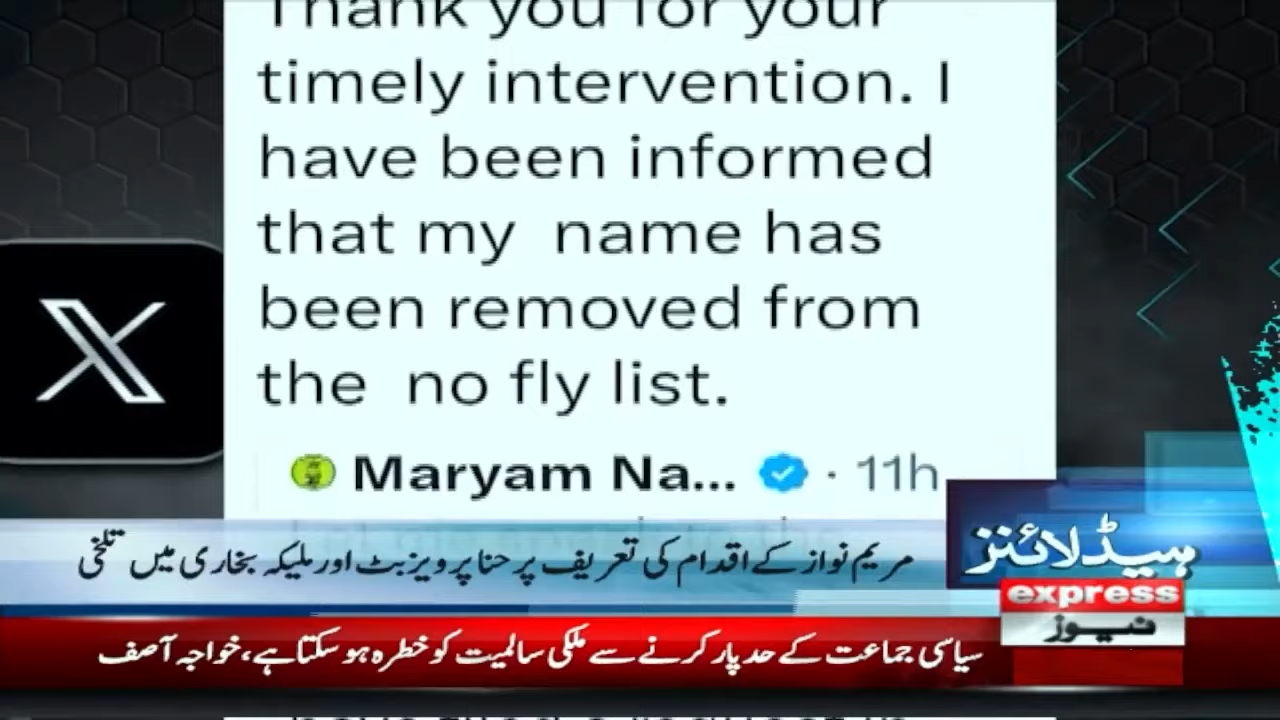 Thank you for your
timely intervention. I
have been informed
that my name has
been removed from
the no fly list.
Maryam Na... · 11h
مریم نواز کے اقدام کی تعریف پر حنا پرویز بٹ اور ملیکہ بخاری میں تلخی
ہیڈلائنز
express
نیوز
سیاسی جماعت کے حد پار کرنے سے ملکی سالمیت کو خطرہ ہو سکتا ہے، خواجہ آصف